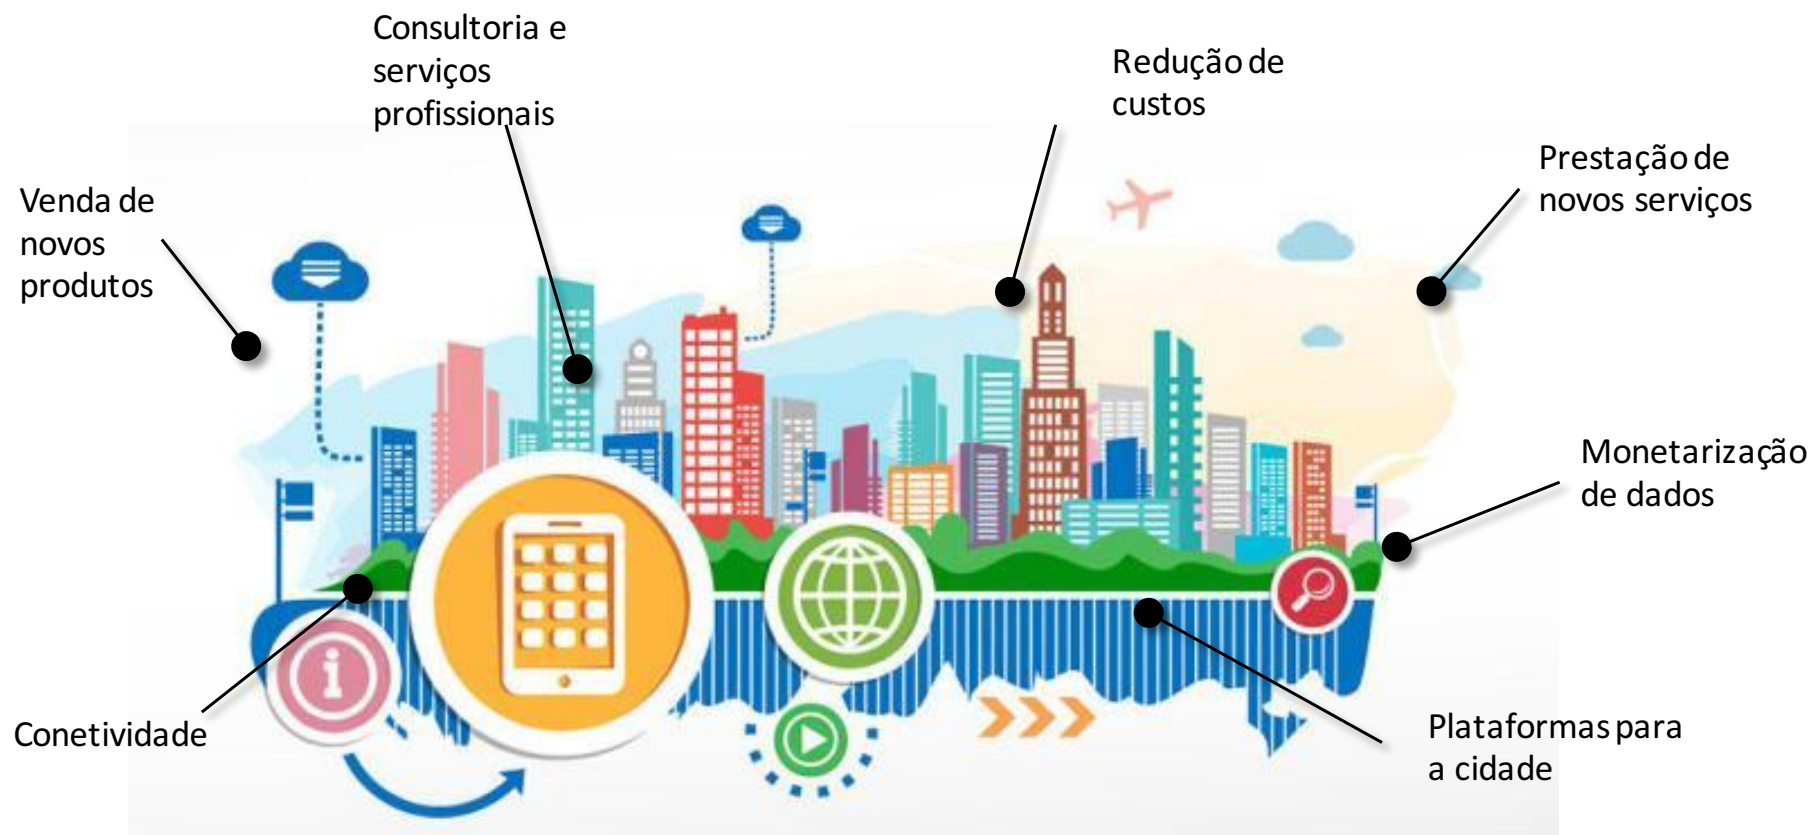 Consultoria e
serviços
profissionais
Redução de
custos
Prestação de
novos serviços
Venda de
novos
produtos
Monetarização
de dados
Conetividade
Plataformas para
a cidade
i